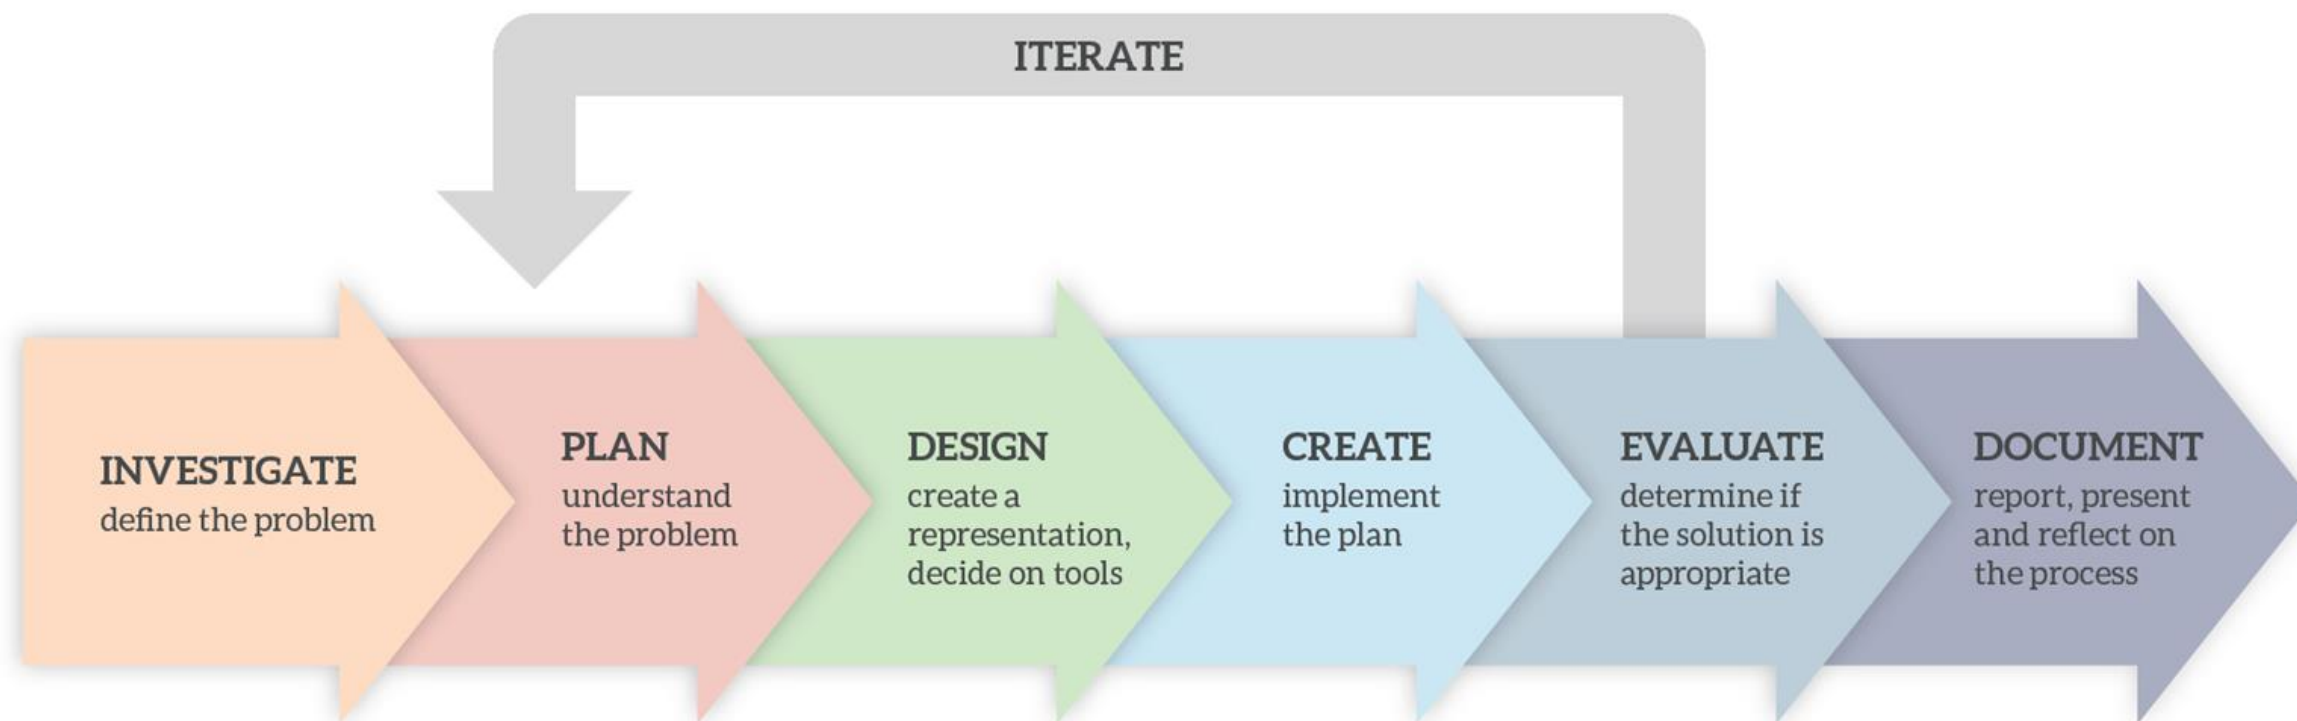 ITERATE
INVESTIGATE
define the problem
PLAN
understand
the problem
DESIGN
create a
representation,
decide on tools
CREATE
implement
the plan
EVALUATE
determine if
the solution is
appropriate
DOCUMENT
report, present
and reflect on
the process